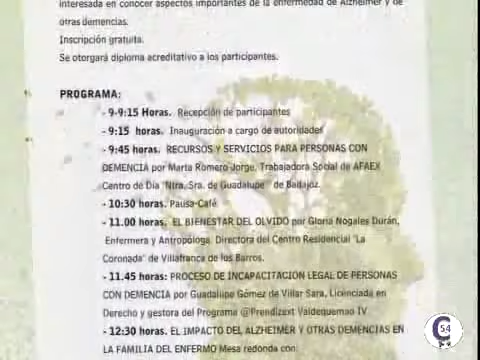 interesada en conocer aspectos importantes de la enfermedad de Alzheimer y de
otras demencias.
Inscripción gratuita.
Se otorgará diploma acreditativo a los participantes.
PROGRAMA:
- 9-9:15 Horas. Recepción de participantes
- 9:15 horas. Inauguración a cargo de autoridades
- 9:45 horas. RECURSOS Y SERVICIOS PARA PERSONAS CON
DEMENCIA por Marta Romero Jorge. Trabajadora Social de AFAEX
Centro de Día "Ntra. Sra. de Guadalupe" de Badajoz.
- 10:30 horas. Pausa-Café
- 11.00 horas. EL BIENESTAR DEL OLVIDO por Gloria Nogales Durán,
Enfermera y Antropóloga. Directora del Centro Residencial "La
Coronada" de Villafranca de los Barros.
- 11.45 horas: PROCESO DE INCAPACITACION LEGAL DE PERSONAS
CON DEMENCIA por Guadalupe Gómez de Villar Sara. Licenciada en
Derecho y gestora del Programa @Prendizext Valdequemao IV
- 12:30 horas. EL IMPACTO DEL ALZHEIMER Y OTRAS DEMENCIAS EN
LA FAMILIA DEL ENFERMO Mesa redonda con:
54